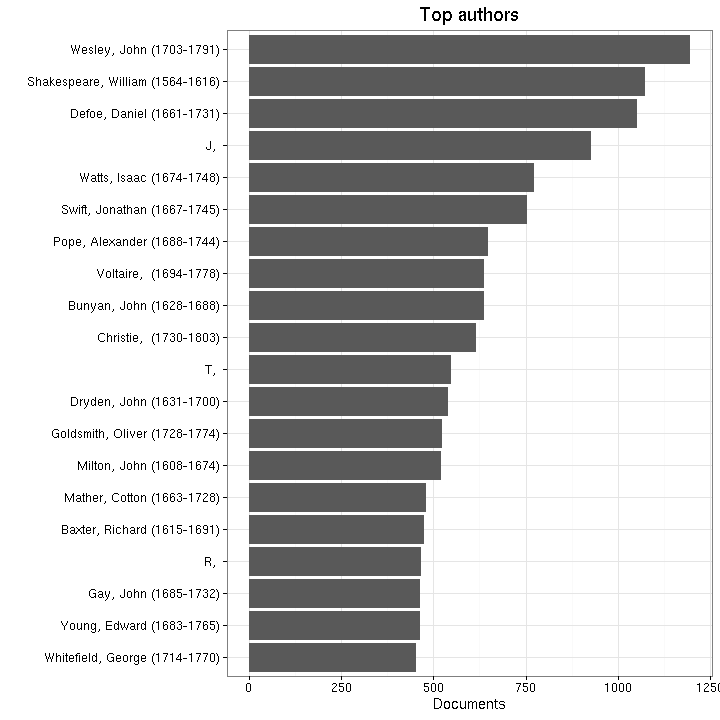 Top authors
Wesley, John (1703-1791)
Shakespeare, William (1564-1616)
Defoe, Daniel (1661-1731)
J,
Watts, Isaac (1674-1748)
Swift, Jonathan (1667-1745)
Pope, Alexander (1688-1744)
Voltaire,  (1694-1778)
Bunyan, John (1628-1688)
Christie,  (1730-1803)
T,
Dryden, John (1631-1700)
Goldsmith, Oliver (1728-1774)
Milton, John (1608-1674)
Mather, Cotton (1663-1728)
Baxter, Richard (1615-1691)
R,
Gay, John (1685-1732)
Young, Edward (1683-1765)
Whitefield, George (1714-1770)
0 250 500 750 1000 1250
Documents